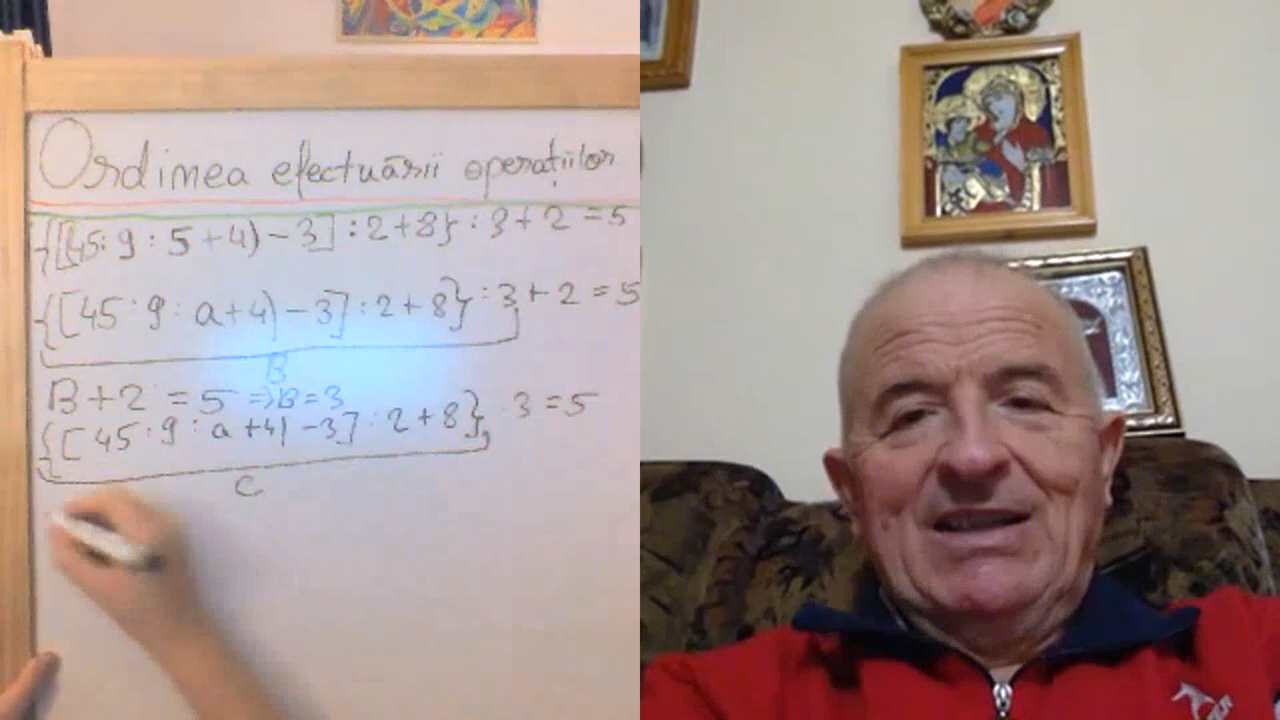 Ordinea efectuării operațiilor
{[(45:9:5+4)-3]:2+8}:3+2=5
{[45:9:a+4)-3]:2+8}:3+2=5
B
B+2=5=>B=3
{[45:9:a+4)-3]:2+8}:3=5
C